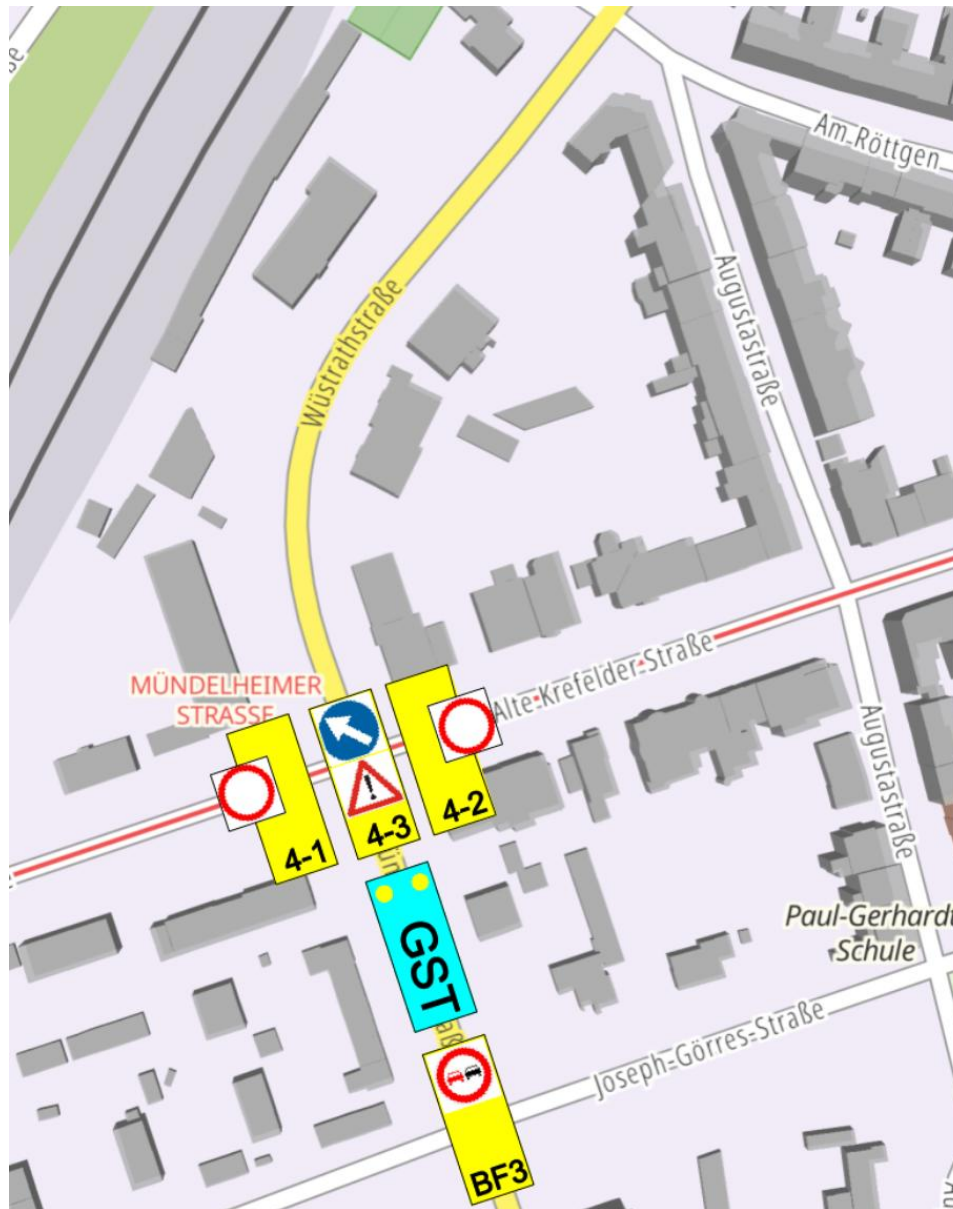 Am Röttgen
Augustastraße
Wüstrathstraße
MÜNDELHEIMER
STRASSE
Alte-Krefelder-Straße
4-1
4-3
4-2
Augustastraße
GST
Paul-Gerhardt
Schule
Joseph-Görres-Straße
BF3